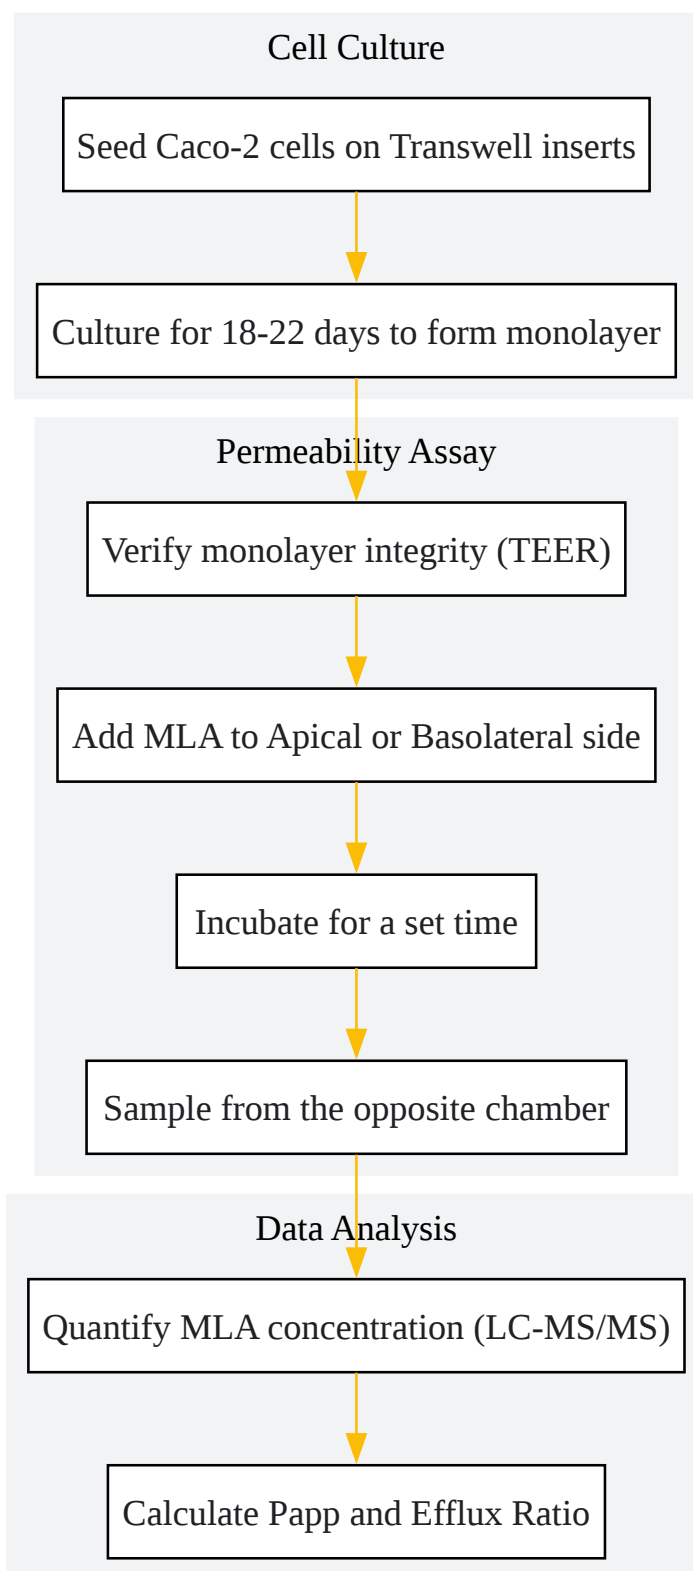 Cell Culture
Seed Caco-2 cells on Transwell inserts
Culture for 18-22 days to form monolayer
Permeability Assay
Verify monolayer integrity (TEER)
Add MLA to Apical or Basolateral side
Incubate for a set time
Sample from the opposite chamber
Data Analysis
Quantify MLA concentration (LC-MS/MS)
Calculate Papp and Efflux Ratio